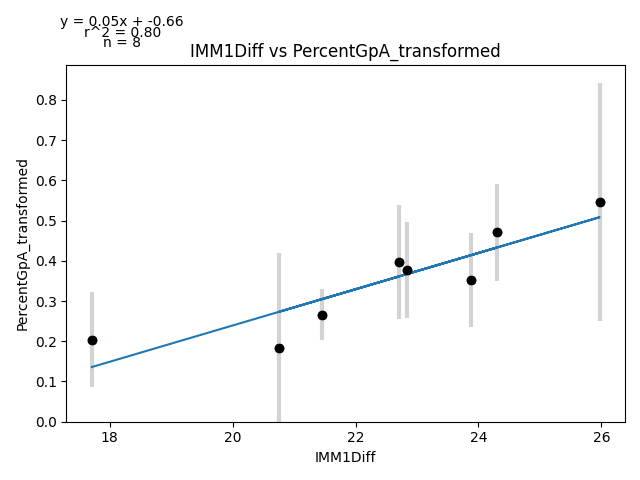 y = 0.05x + -0.66
r^2 = 0.80
n = 8
IMM1Diff vs PercentGpA_transformed
PercentGpA_transformed
0.8
0.7
0.6
0.5
0.4
0.3
0.2
0.1
0.0
18 20 22 24 26
IMM1Diff